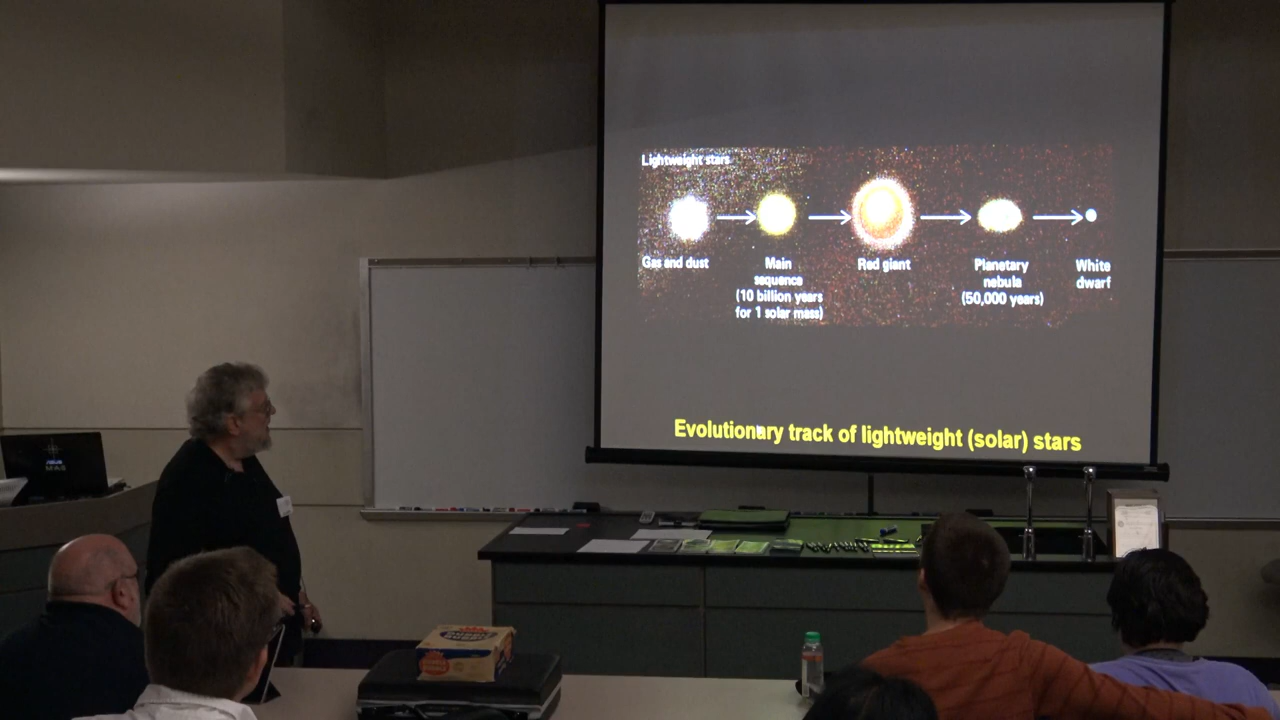 Lightweight stars
Gas and dust
Main
sequence
(10 billion years
for 1 solar mass)
Red giant
Planetary
nebula
(50,000 years)
White
dwarf
Evolutionary track of lightweight (solar) stars